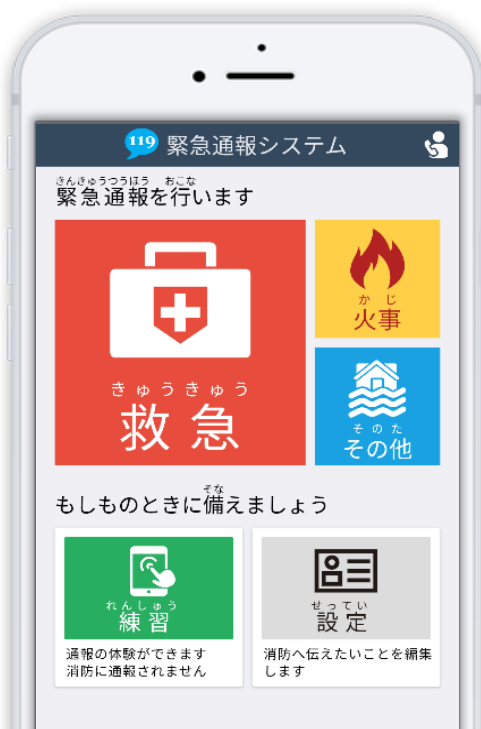 119 緊急通報システム
きんきゅうつうほう おこな
緊急通報を行います
きゅうきゅう
救急
かじ
火事
そのた
その他
そな
もしものときに備えましょう
れんしゅう
練習
通報の体験ができます
消防に通報されません
せってい
設定
消防へ伝えたいことを編集
します